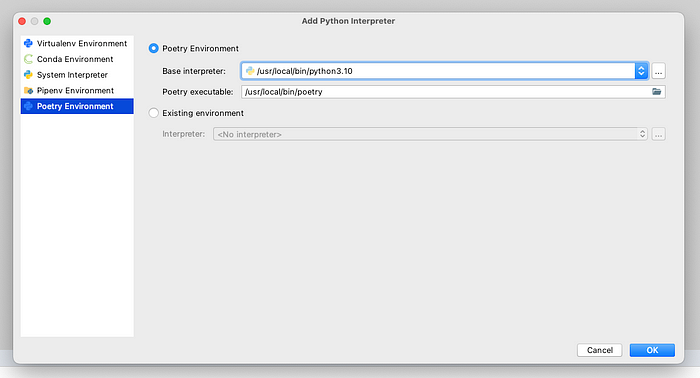 Add Python Interpreter
Virtualenv Environment
Conda Environment
System Interpreter
Pipenv Environment
Poetry Environment
Poetry Environment
Base interpreter: /usr/local/bin/python3.10 ...
Poetry executable: /usr/local/bin/poetry
Existing environment
Interpreter: <No interpreter> ...
Cancel OK